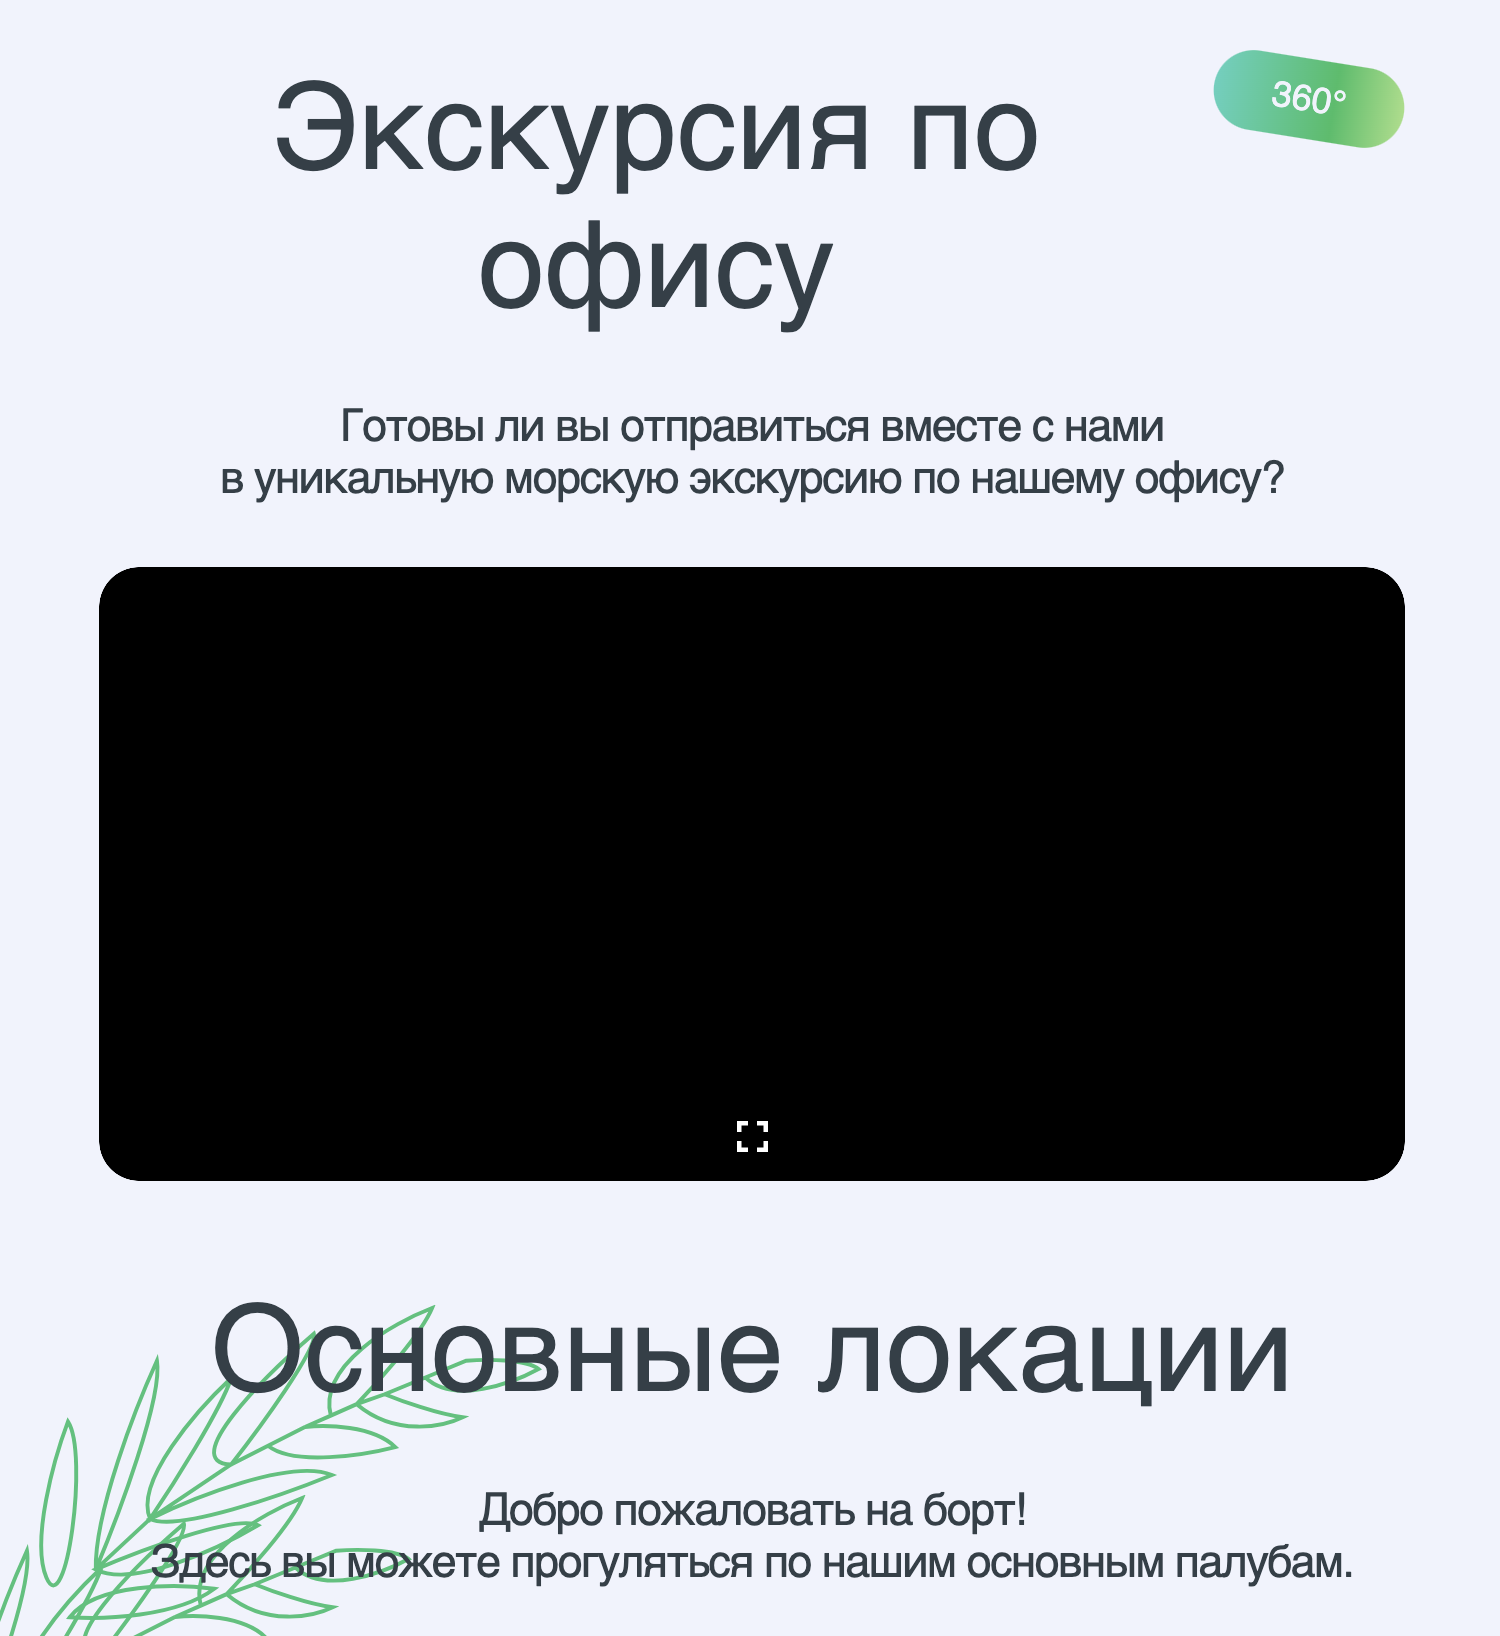 Экскурсия по
офису
360°
Готовы ли вы отправиться вместе с нами
в уникальную морскую экскурсию по нашему офису?
Основные локации
Добро пожаловать на борт!
Здесь вы можете прогуляться по нашим основным палубам.